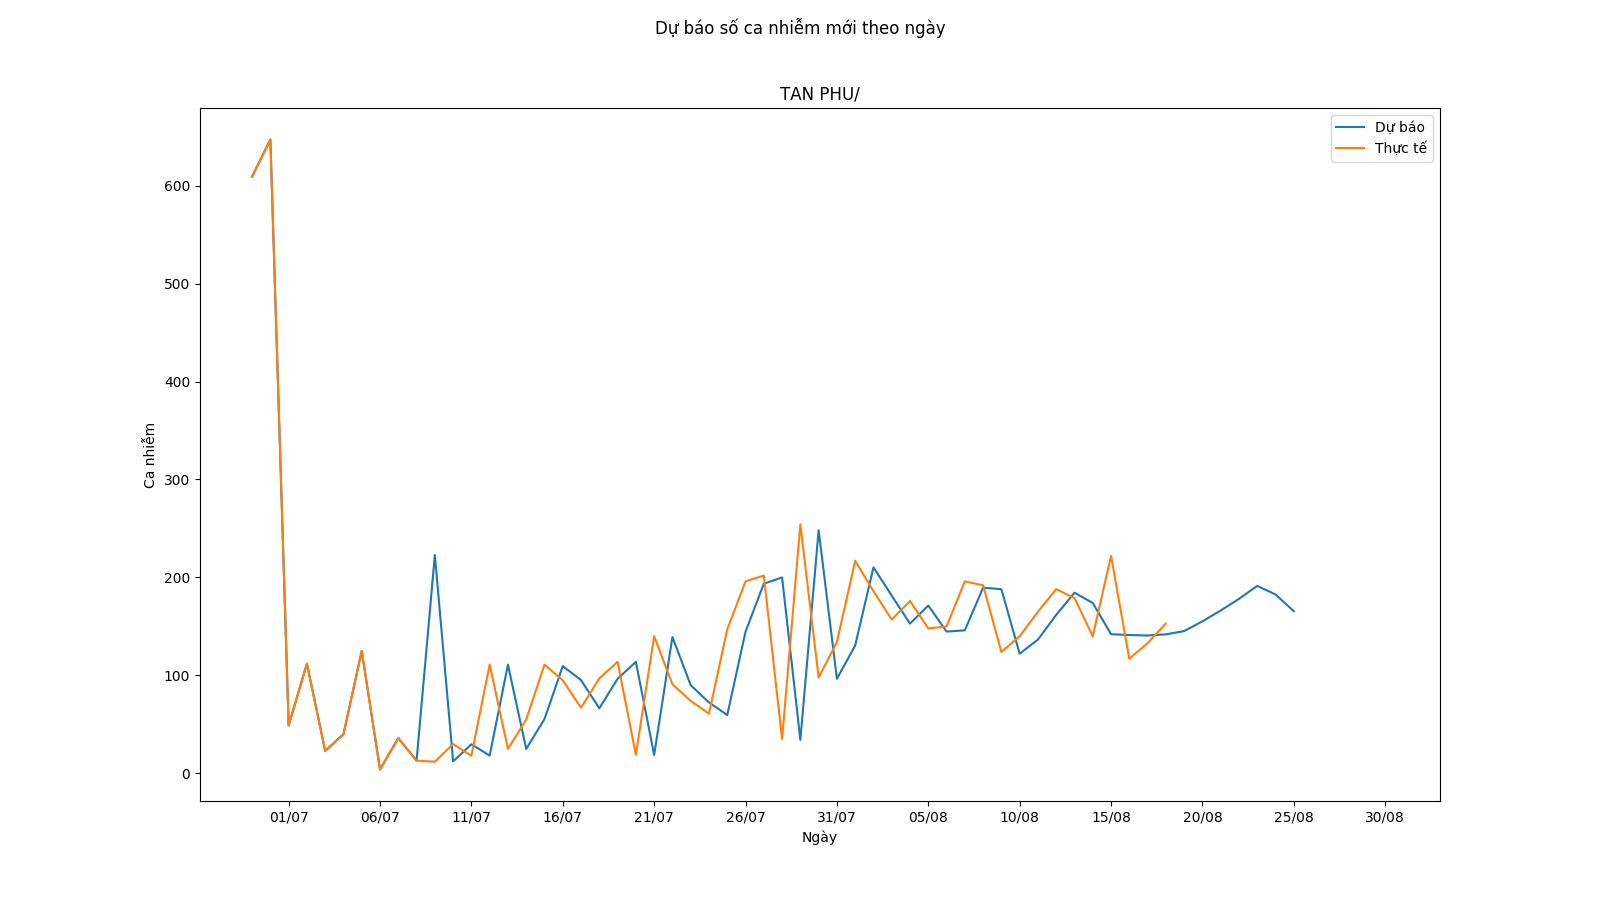 Dự báo số ca nhiễm mới theo ngày
TAN PHU/
Dự báo
Thực tế
600
500
400
300
200
100
0
Ca nhiễm
01/07 06/07 11/07 16/07 21/07 26/07 31/07 05/08 10/08 15/08 20/08 25/08 30/08
Ngày